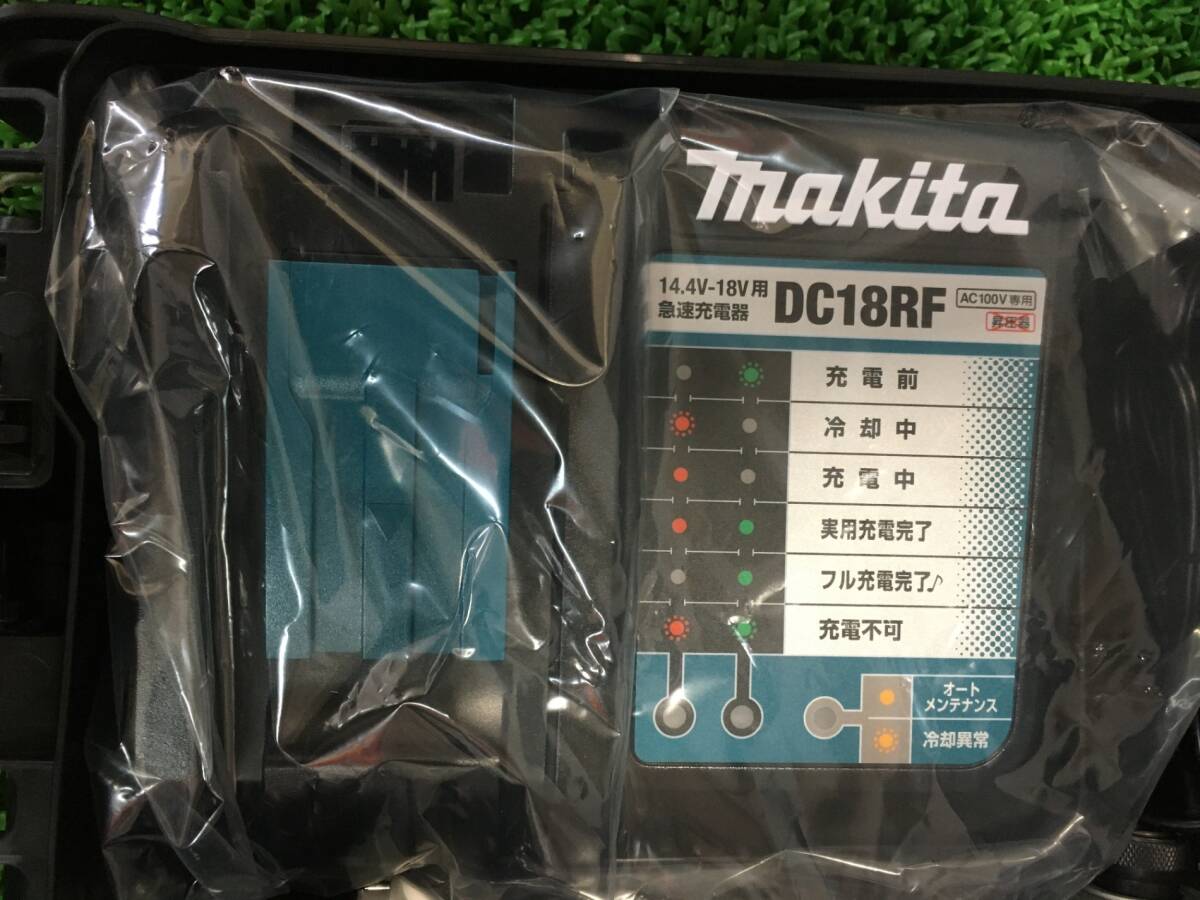 makita
14.4V-18V用
急速充電器
DC18RF
AC100V専用
昇圧器
充電前
冷却中
充電中
実用充電完了
フル充電完了♪
充電不可
オート
メンテナンス
冷却異常